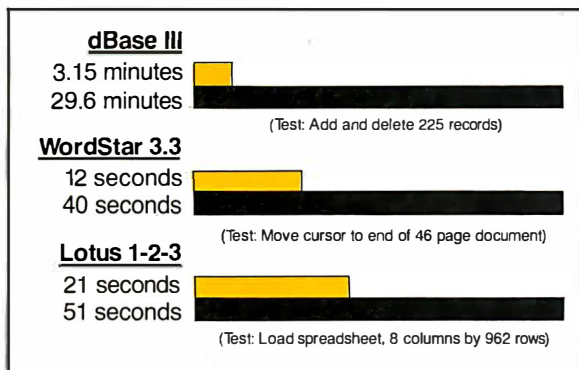 dBase III
3.15 minutes
29.6 minutes
(Test: Add and delete 225 records)
WordStar 3.3
12 seconds
40 seconds
(Test: Move cursor to end of 46 page document)
Lotus 1-2-3
21 seconds
51 seconds
(Test: Load spreadsheet, 8 columns by 962 rows)